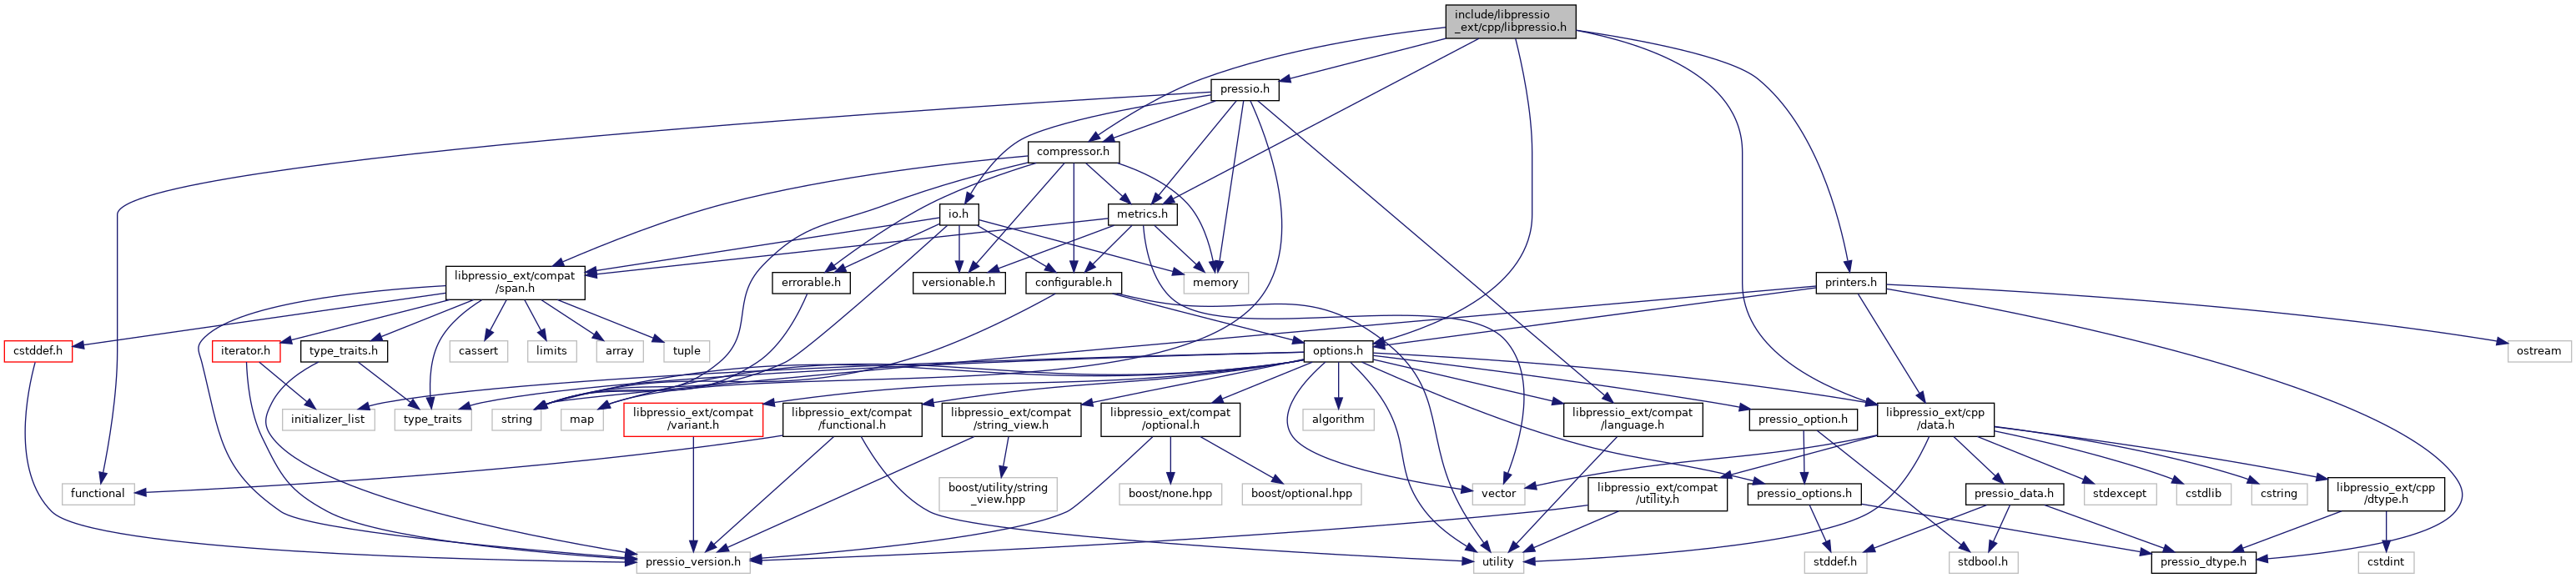 include/libpressio
_ext/cpp/libpressio.h
pressio.h
compressor.h
io.h
metrics.h
libpressio_ext/compat
/span.h
errorable.h
versionable.h
configurable.h
memory
printers.h
cstddef.h
iterator.h
type_traits.h
cassert
limits
array
tuple
options.h
ostream
initializer_list
type_traits
string
map
libpressio_ext/compat
/variant.h
libpressio_ext/compat
/functional.h
libpressio_ext/compat
/string_view.h
libpressio_ext/compat
/optional.h
algorithm
libpressio_ext/compat
/language.h
pressio_option.h
libpressio_ext/cpp
/data.h
functional
boost/utility/string
_view.hpp
boost/none.hpp
boost/optional.hpp
vector
libpressio_ext/compat
/utility.h
pressio_options.h
pressio_data.h
stdexcept
cstdlib
cstring
libpressio_ext/cpp
/dtype.h
pressio_version.h
utility
stddef.h
stdbool.h
pressio_dtype.h
cstdint